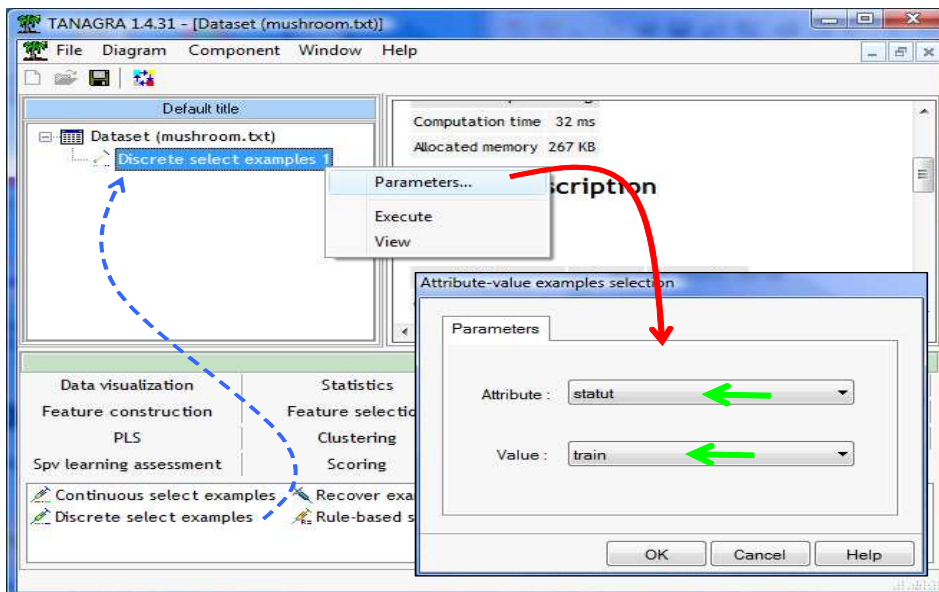 TANAGRA 1.4.31 - [Dataset (mushroom.txt)]
File Diagram Component Window Help
Default title
Dataset (mushroom.txt)
Discrete select examples 1
Computation time 32 ms
Allocated memory 267 KB
cription
Parameters...
Execute
View
Attribute-value examples selection
Parameters
Attribute : statut
Value : train
OK Cancel Help
Data visualization Statistics
Feature construction Feature selectio
PLS Clustering
Spv learning assessment Scoring
Continuous select examples Recover exa
Discrete select examples Rule-based s